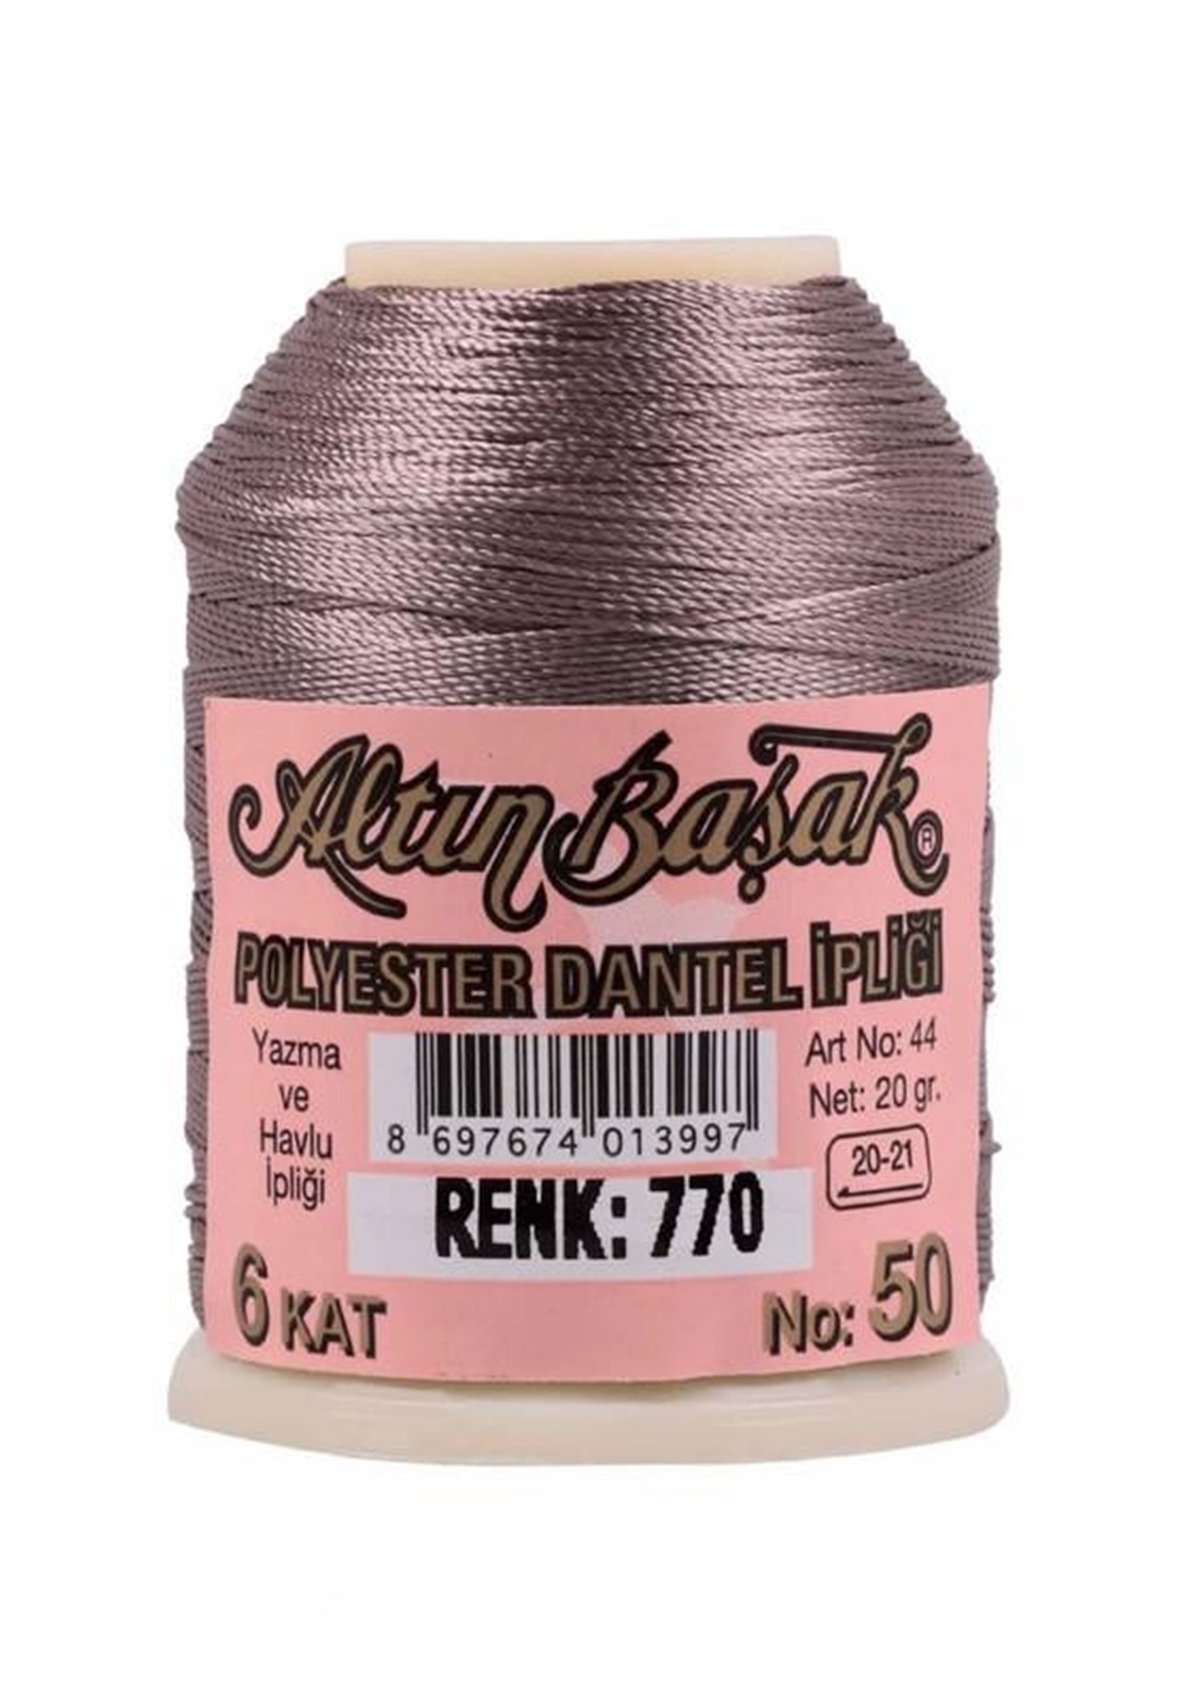 Altın Başak ®
POLYESTER DANTEL İPLİĞİ
Yazma
ve
Havlu
İpliği
8 697674 013997
Art No: 44
Net: 20 gr.
20-21
RENK: 770
6 KAT
No: 50